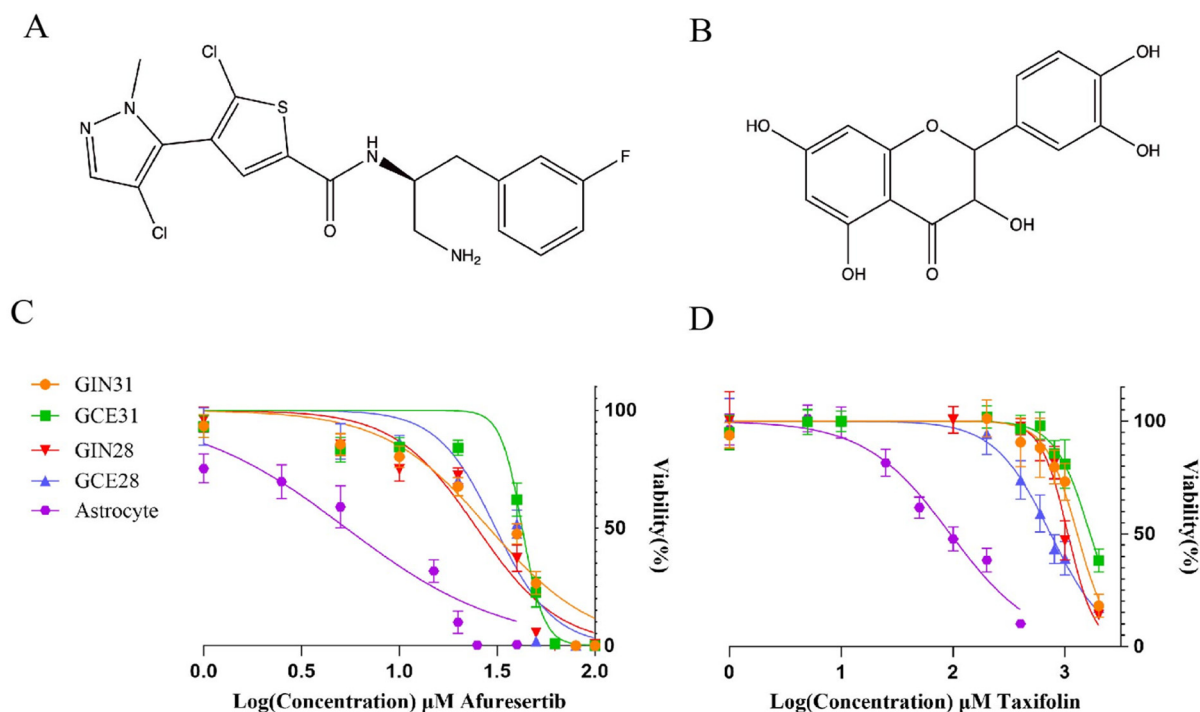 A
B
Cl
N
N
S
Cl
O
H
N
NH₂
F
HO
O
OH
OH
OH
OH
O
C
D
GIN31
GCE31
GIN28
GCE28
Astrocyte
100
50
0
Viability(%)
0.0
0.5
1.0
1.5
2.0
Log(Concentration) μM Afuresertib
100
50
0
Viability(%)
0
1
2
3
Log(Concentration) μM Taxifolin